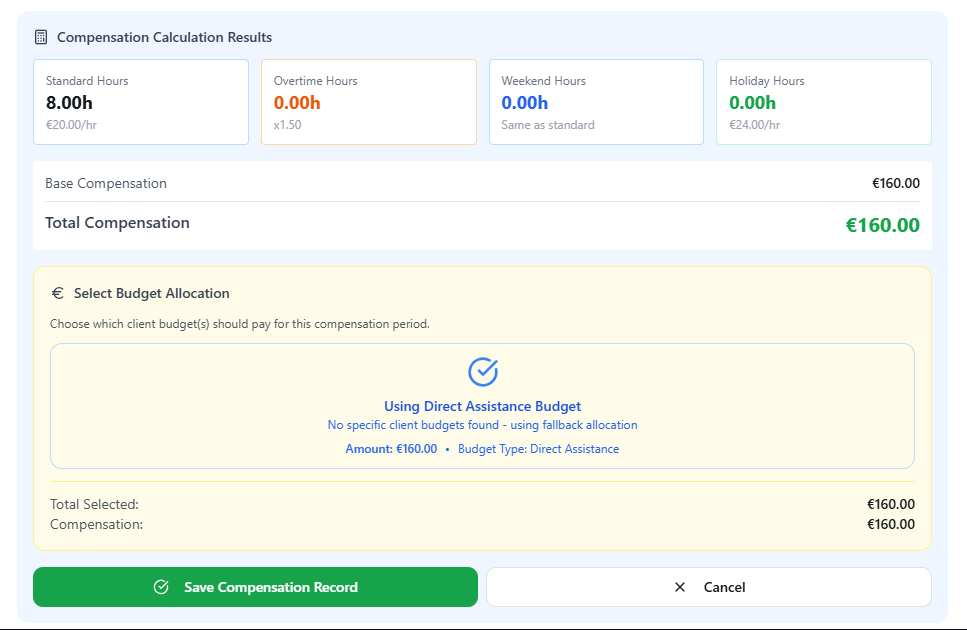 Compensation Calculation Results
Standard Hours
8.00h
€20.00/hr
Overtime Hours
0.00h
x1.50
Weekend Hours
0.00h
Same as standard
Holiday Hours
0.00h
€24.00/hr
Base Compensation €160.00
Total Compensation €160.00
€ Select Budget Allocation
Choose which client budget(s) should pay for this compensation period.
Using Direct Assistance Budget
No specific client budgets found - using fallback allocation
Amount: €160.00 • Budget Type: Direct Assistance
Total Selected: €160.00
Compensation: €160.00
Save Compensation Record
Cancel